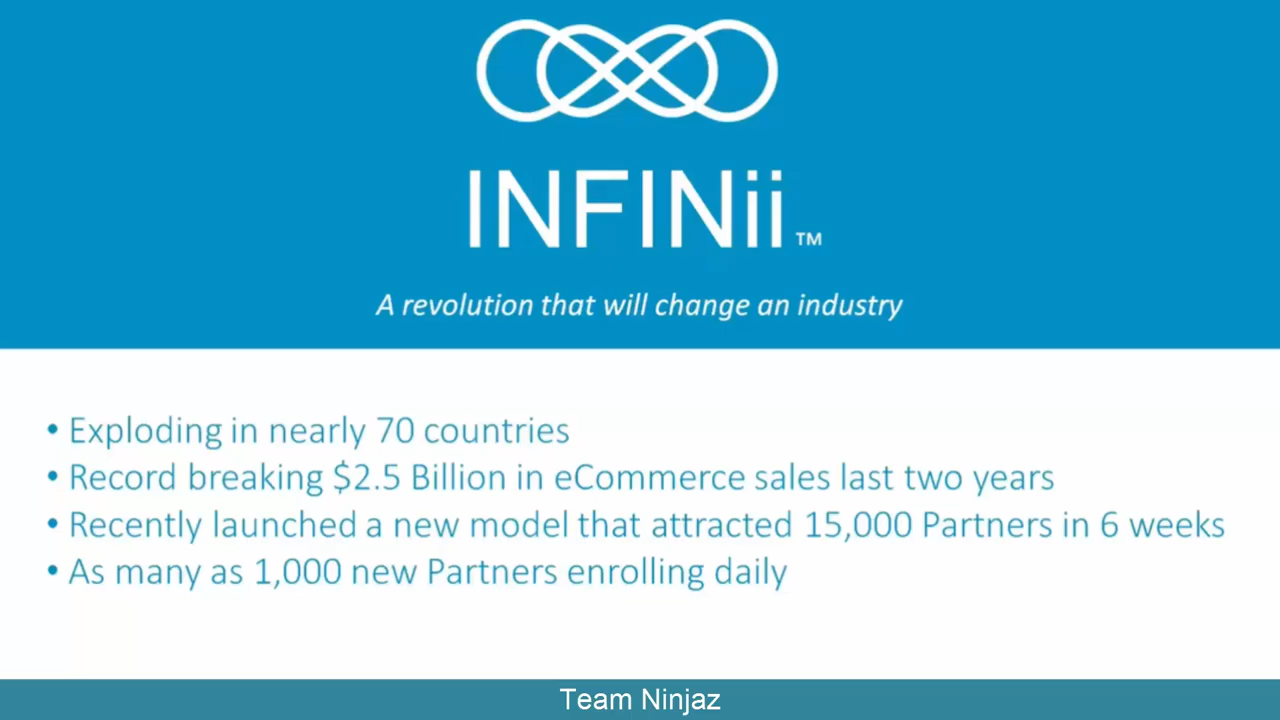 INFINii™
A revolution that will change an industry
• Exploding in nearly 70 countries
• Record breaking $2.5 Billion in eCommerce sales last two years
• Recently launched a new model that attracted 15,000 Partners in 6 weeks
• As many as 1,000 new Partners enrolling daily
Team Ninjaz